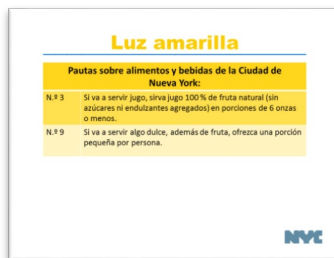 Luz amarilla
Pautas sobre alimentos y bebidas de la Ciudad de
Nueva York:
N.º 3 Si va a servir jugo, sirva jugo 100 % de fruta natural (sin
azúcares ni endulzantes agregados) en porciones de 6 onzas
o menos.
N.º 9 Si va a servir algo dulce, además de fruta, ofrezca una porción
pequeña por persona.
NYC